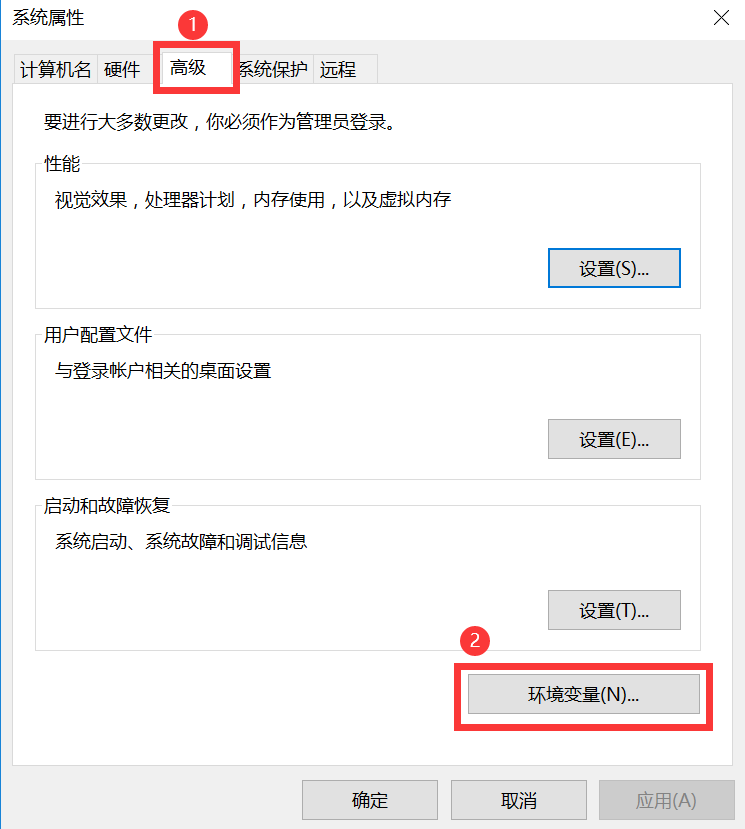 系统属性
1
计算机名 硬件 高级 系统保护 远程
要进行大多数更改，你必须作为管理员登录。
性能
视觉效果，处理器计划，内存使用，以及虚拟内存
设置(S)...
用户配置文件
与登录帐户相关的桌面设置
设置(E)...
启动和故障恢复
系统启动、系统故障和调试信息
设置(T)...
2
环境变量(N)...
确定 取消 应用(A)